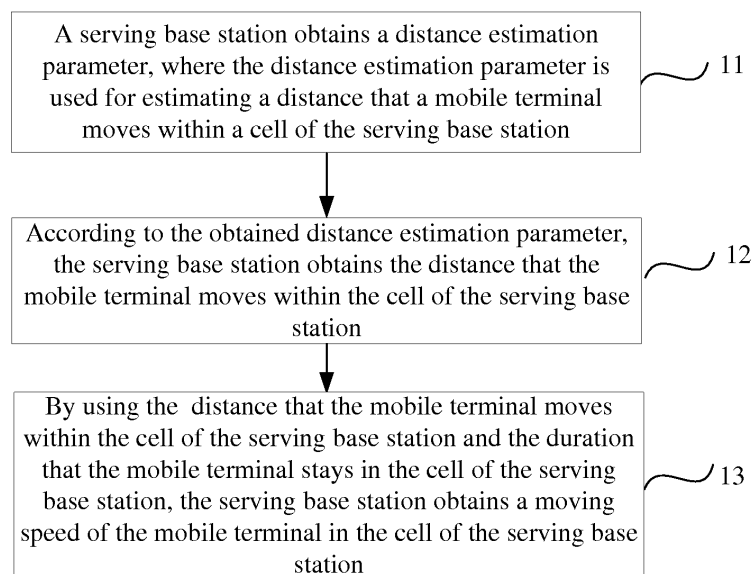 A serving base station obtains a distance estimation
parameter, where the distance estimation parameter is
used for estimating a distance that a mobile terminal
moves within a cell of the serving base station
11
According to the obtained distance estimation parameter,
the serving base station obtains the distance that the
mobile terminal moves within the cell of the serving base
station
12
By using the  distance that the mobile terminal moves
within the cell of the serving base station and the duration
that the mobile terminal stays in the cell of the serving
base station, the serving base station obtains a moving
speed of the mobile terminal in the cell of the serving base
station
13